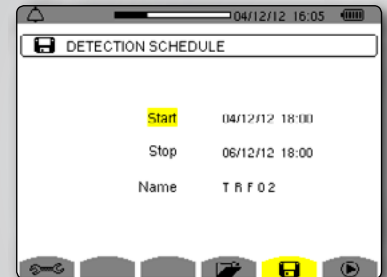 04/12/12 16:05
DETECTION SCHEDULE
Start 04/12/12 18:00
Stop 06/12/12 18:00
Name TRF02